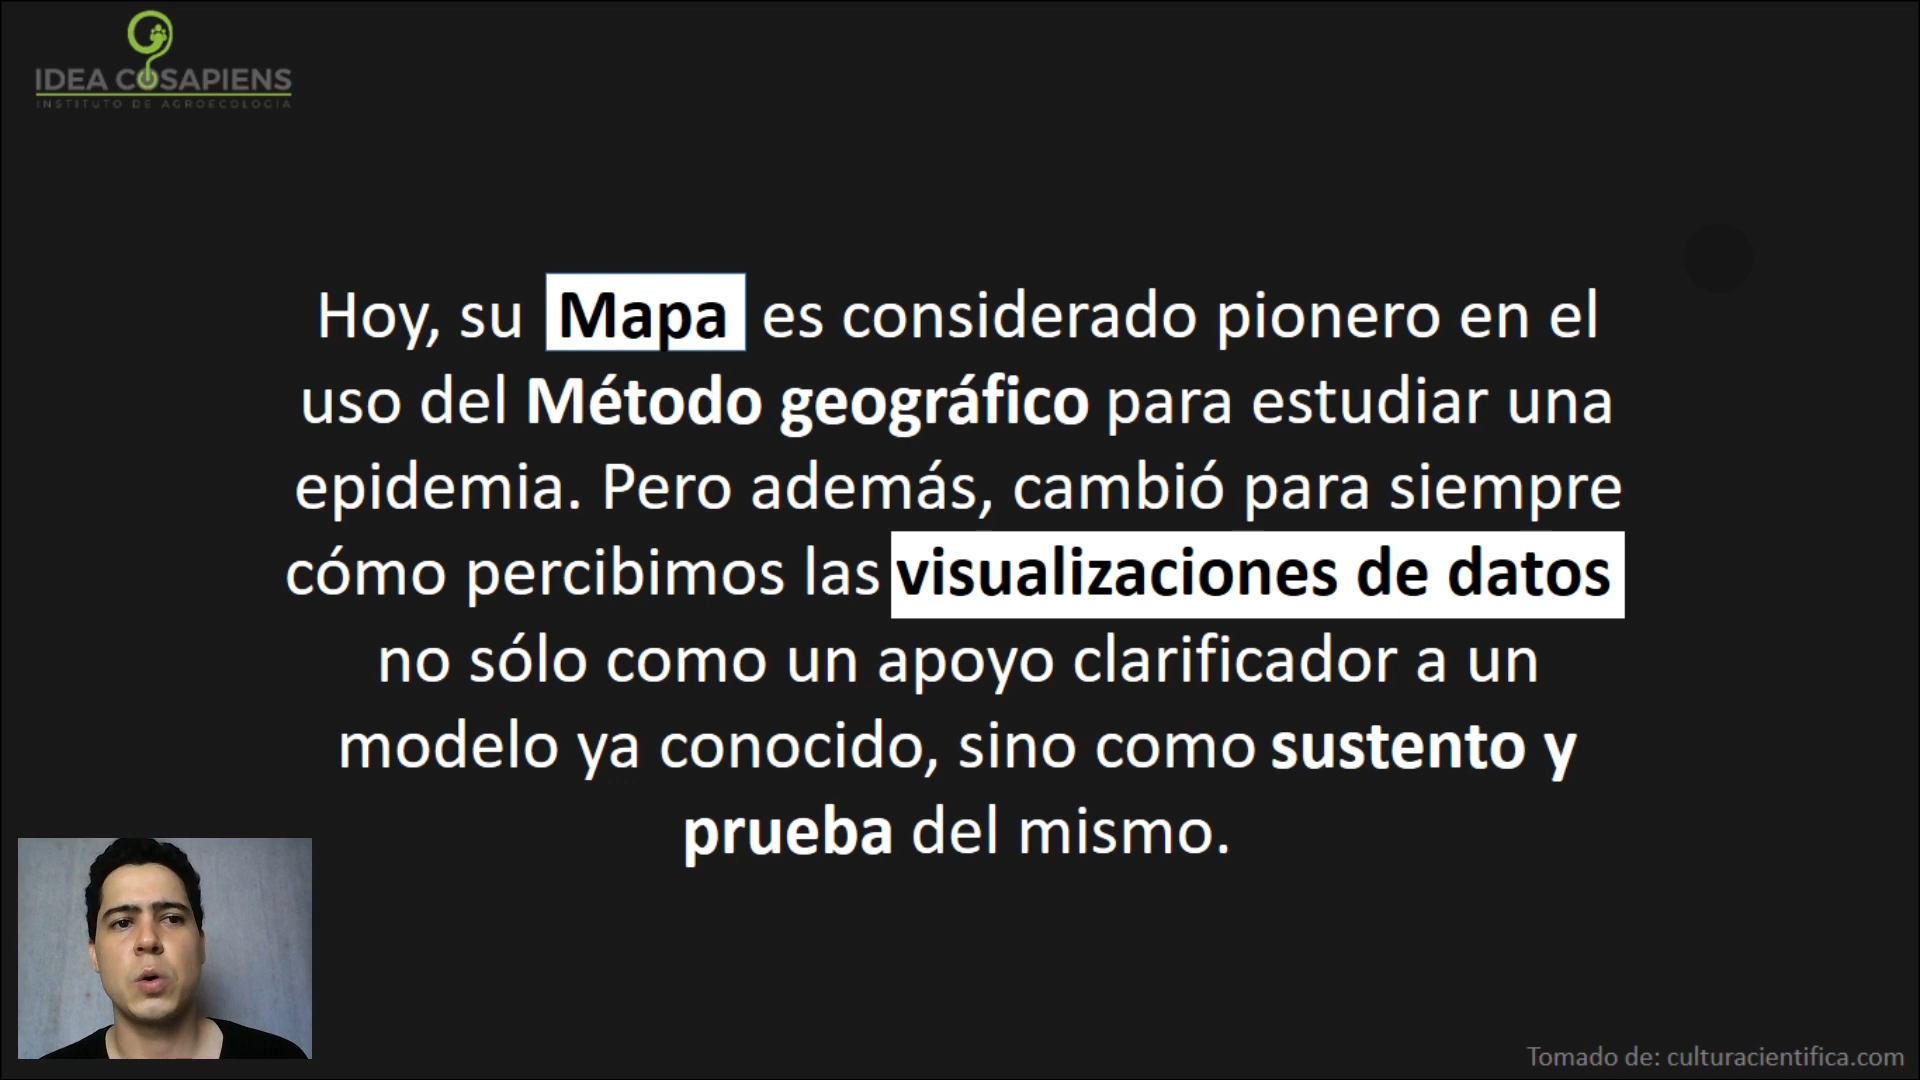 IDEA COSAPIENS
INSTITUTO DE AGROECOLOGIA
Hoy, su Mapa es considerado pionero en el
uso del Método geográfico para estudiar una
epidemia. Pero además, cambió para siempre
cómo percibimos las visualizaciones de datos
no sólo como un apoyo clarificador a un
modelo ya conocido, sino como sustento y
prueba del mismo.
Tomado de: culturacientifica.com